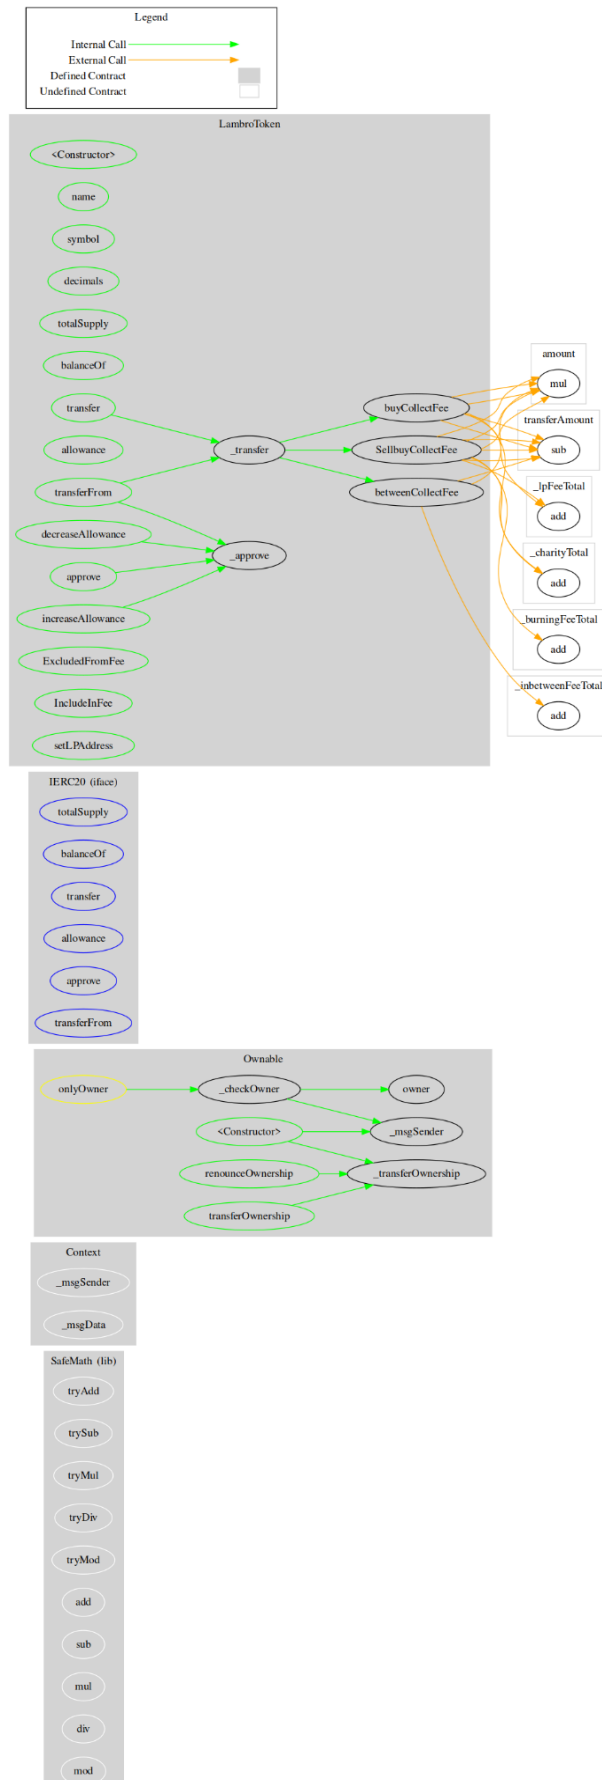 Legend
Internal Call
External Call
Defined Contract
Undefined Contract
LambroToken
<Constructor>
name
symbol
decimals
totalSupply
balanceOf
transfer
allowance
transferFrom
decreaseAllowance
approve
increaseAllowance
ExcludedFromFee
IncludeInFee
setLPAddress
_transfer
_approve
buyCollectFee
SellbuyCollectFee
betweenCollectFee
amount
mul
transferAmount
sub
_lpFeeTotal
add
_charityTotal
add
_burningFeeTotal
add
_inbetweenFeeTotal
add
IERC20 (iface)
totalSupply
balanceOf
transfer
allowance
approve
transferFrom
Ownable
onlyOwner
_checkOwner
owner
<Constructor>
_msgSender
renounceOwnership
_transferOwnership
transferOwnership
Context
_msgSender
_msgData
SafeMath (lib)
tryAdd
trySub
tryMul
tryDiv
tryMod
add
sub
mul
div
mod